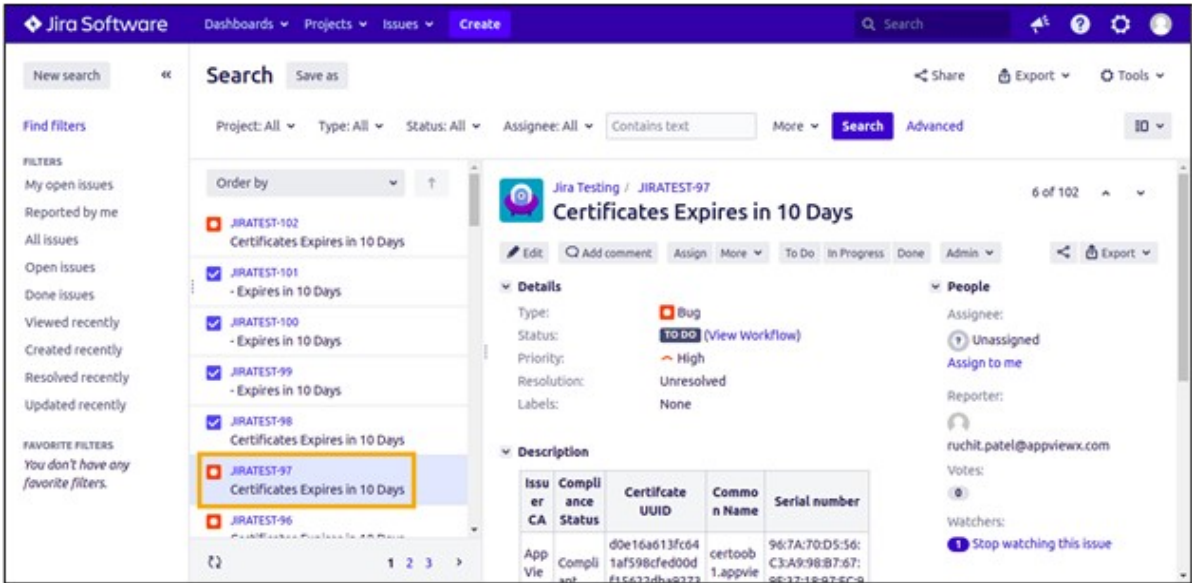 Jira Software Dashboards Projects Issues Create Search
New search
Search Save as Share Export Tools
Find filters
Project: All Type: All Status: All Assignee: All Contains text More Search Advanced
FILTERS
My open issues
Reported by me
All issues
Open issues
Done issues
Viewed recently
Created recently
Resolved recently
Updated recently
FAVORITE FILTERS
You don't have any
favorite filters.
Order by
JIRATEST-102
Certificates Expires in 10 Days
JIRATEST-101
- Expires in 10 Days
JIRATEST-100
- Expires in 10 Days
JIRATEST-99
- Expires in 10 Days
JIRATEST-98
Certificates Expires in 10 Days
JIRATEST-97
Certificates Expires in 10 Days
JIRATEST-96
1 2 3
Jira Testing / JIRATEST-97
6 of 102
Certificates Expires in 10 Days
Edit Add comment Assign More To Do In Progress Done Admin Export
Details
Type: Bug
Status: TO DO (View Workflow)
Priority: High
Resolution: Unresolved
Labels: None
Description
Issu Compli Certifcate Commo Serial number
er ance UUID n Name
CA Status
d0e16a613fc64 96:7A:70:D5:56:
App Compli 1af598cfed00d certoob C3:A9:98:B7:67:
Vie 1.appvie
People
Assignee:
Unassigned
Assign to me
Reporter:
ruchit.patel@appviewx.com
Votes:
0
Watchers:
1 Stop watching this issue